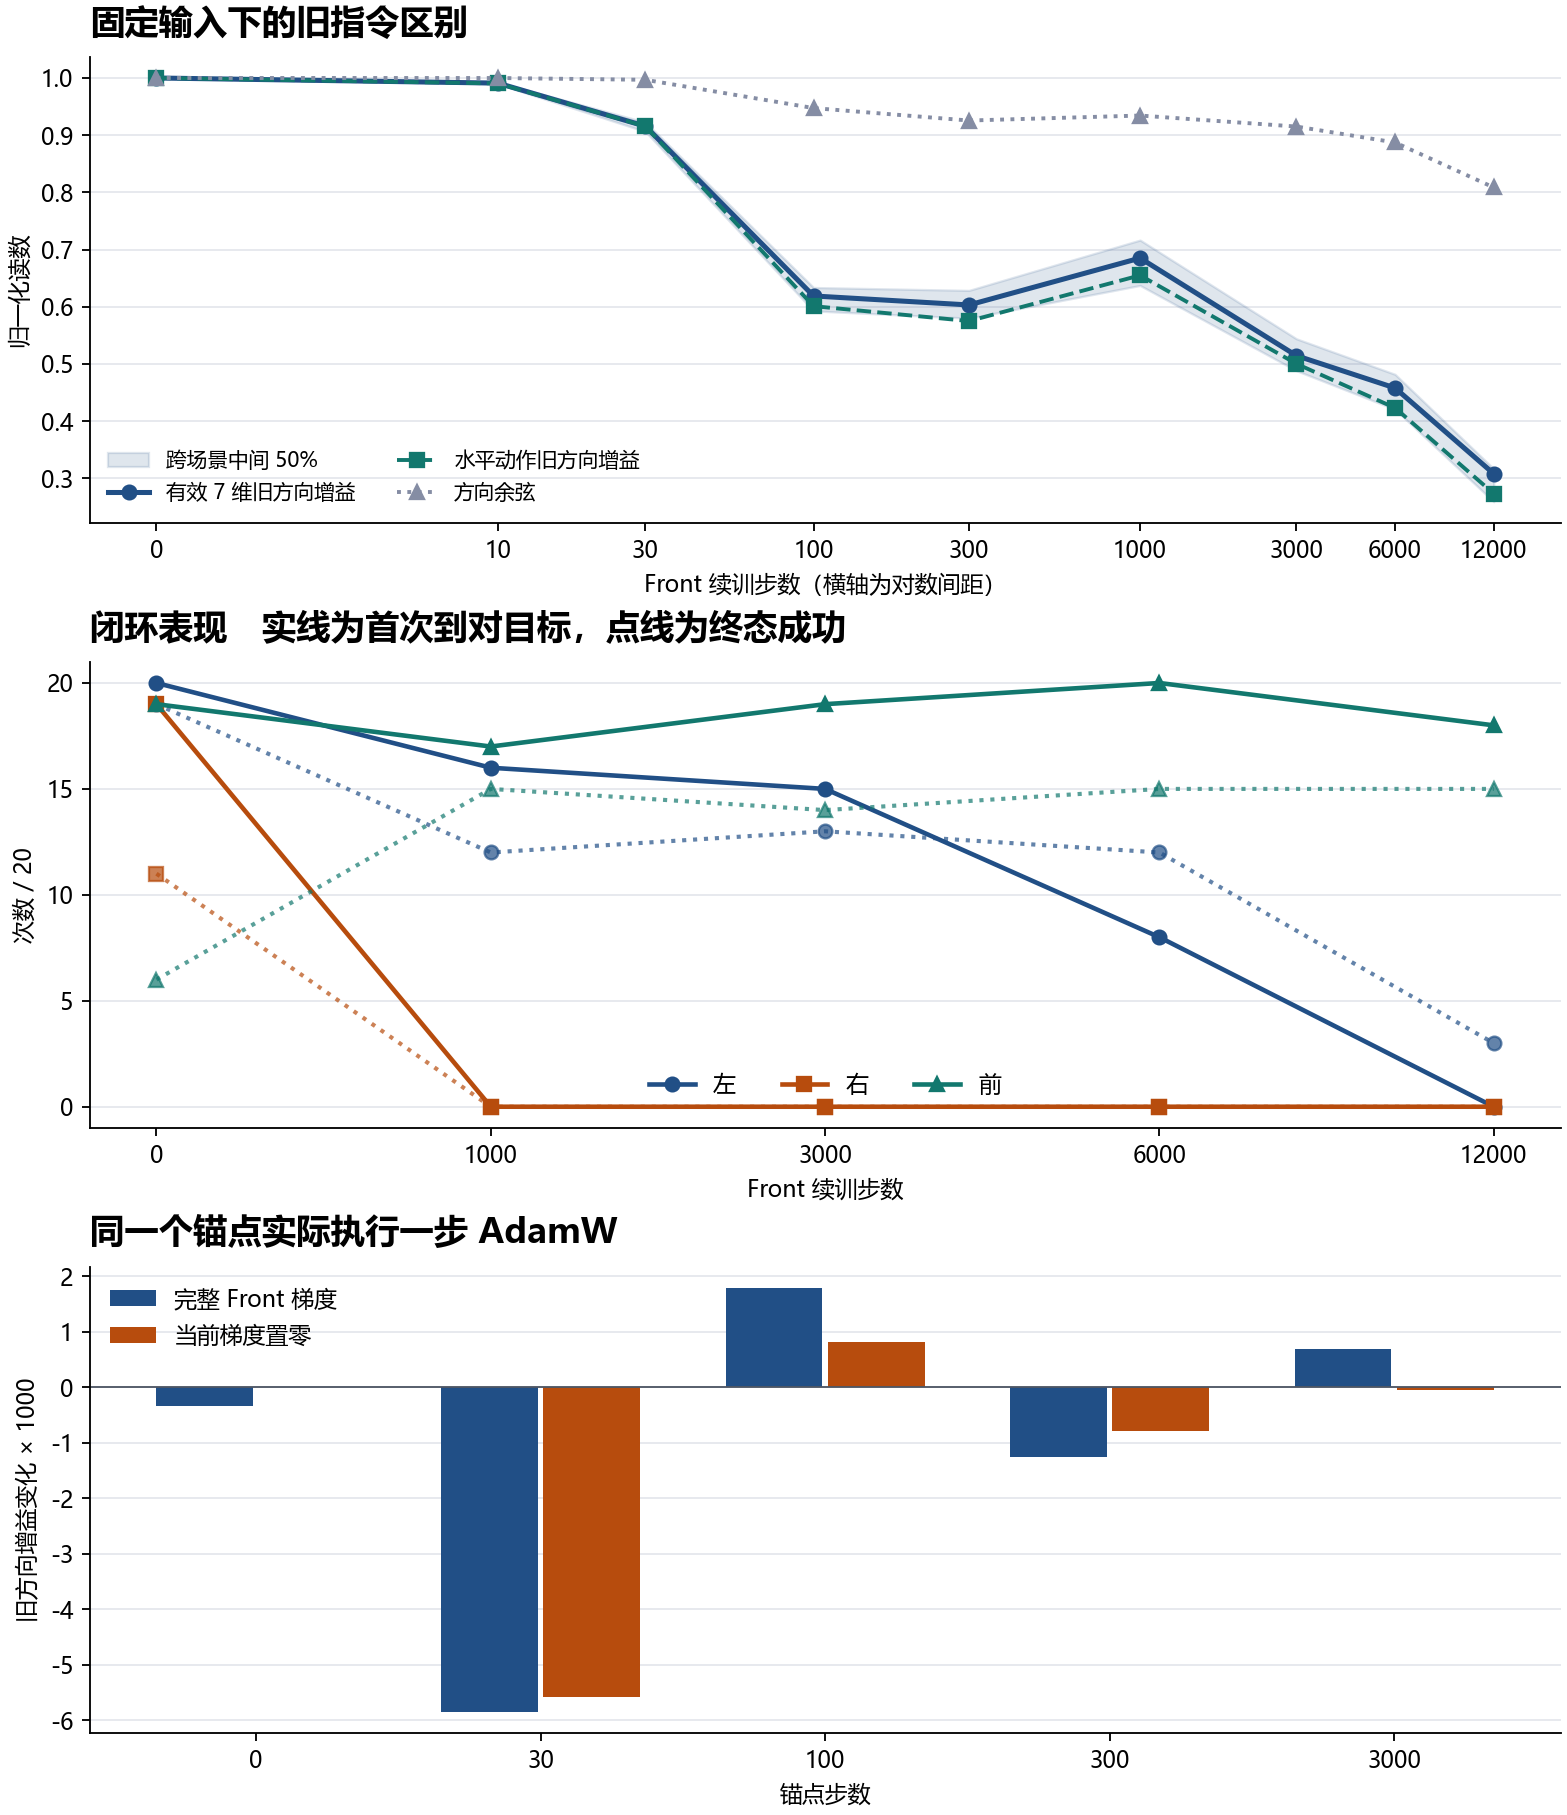 固定输入下的旧指令区别
归一化读数
1.0
0.9
0.8
0.7
0.6
0.5
0.4
0.3
跨场景中间 50%
有效 7 维旧方向增益
水平动作旧方向增益
方向余弦
0 10 30 100 300 1000 3000 6000 12000
Front 续训步数（横轴为对数间距）
闭环表现 实线为首次到对目标，点线为终态成功
次数 / 20
20
15
10
5
0
左 右 前
0 1000 3000 6000 12000
Front 续训步数
同一个锚点实际执行一步 AdamW
旧方向增益变化 × 1000
2
1
0
-1
-2
-3
-4
-5
-6
完整 Front 梯度
当前梯度置零
0 30 100 300 3000
锚点步数